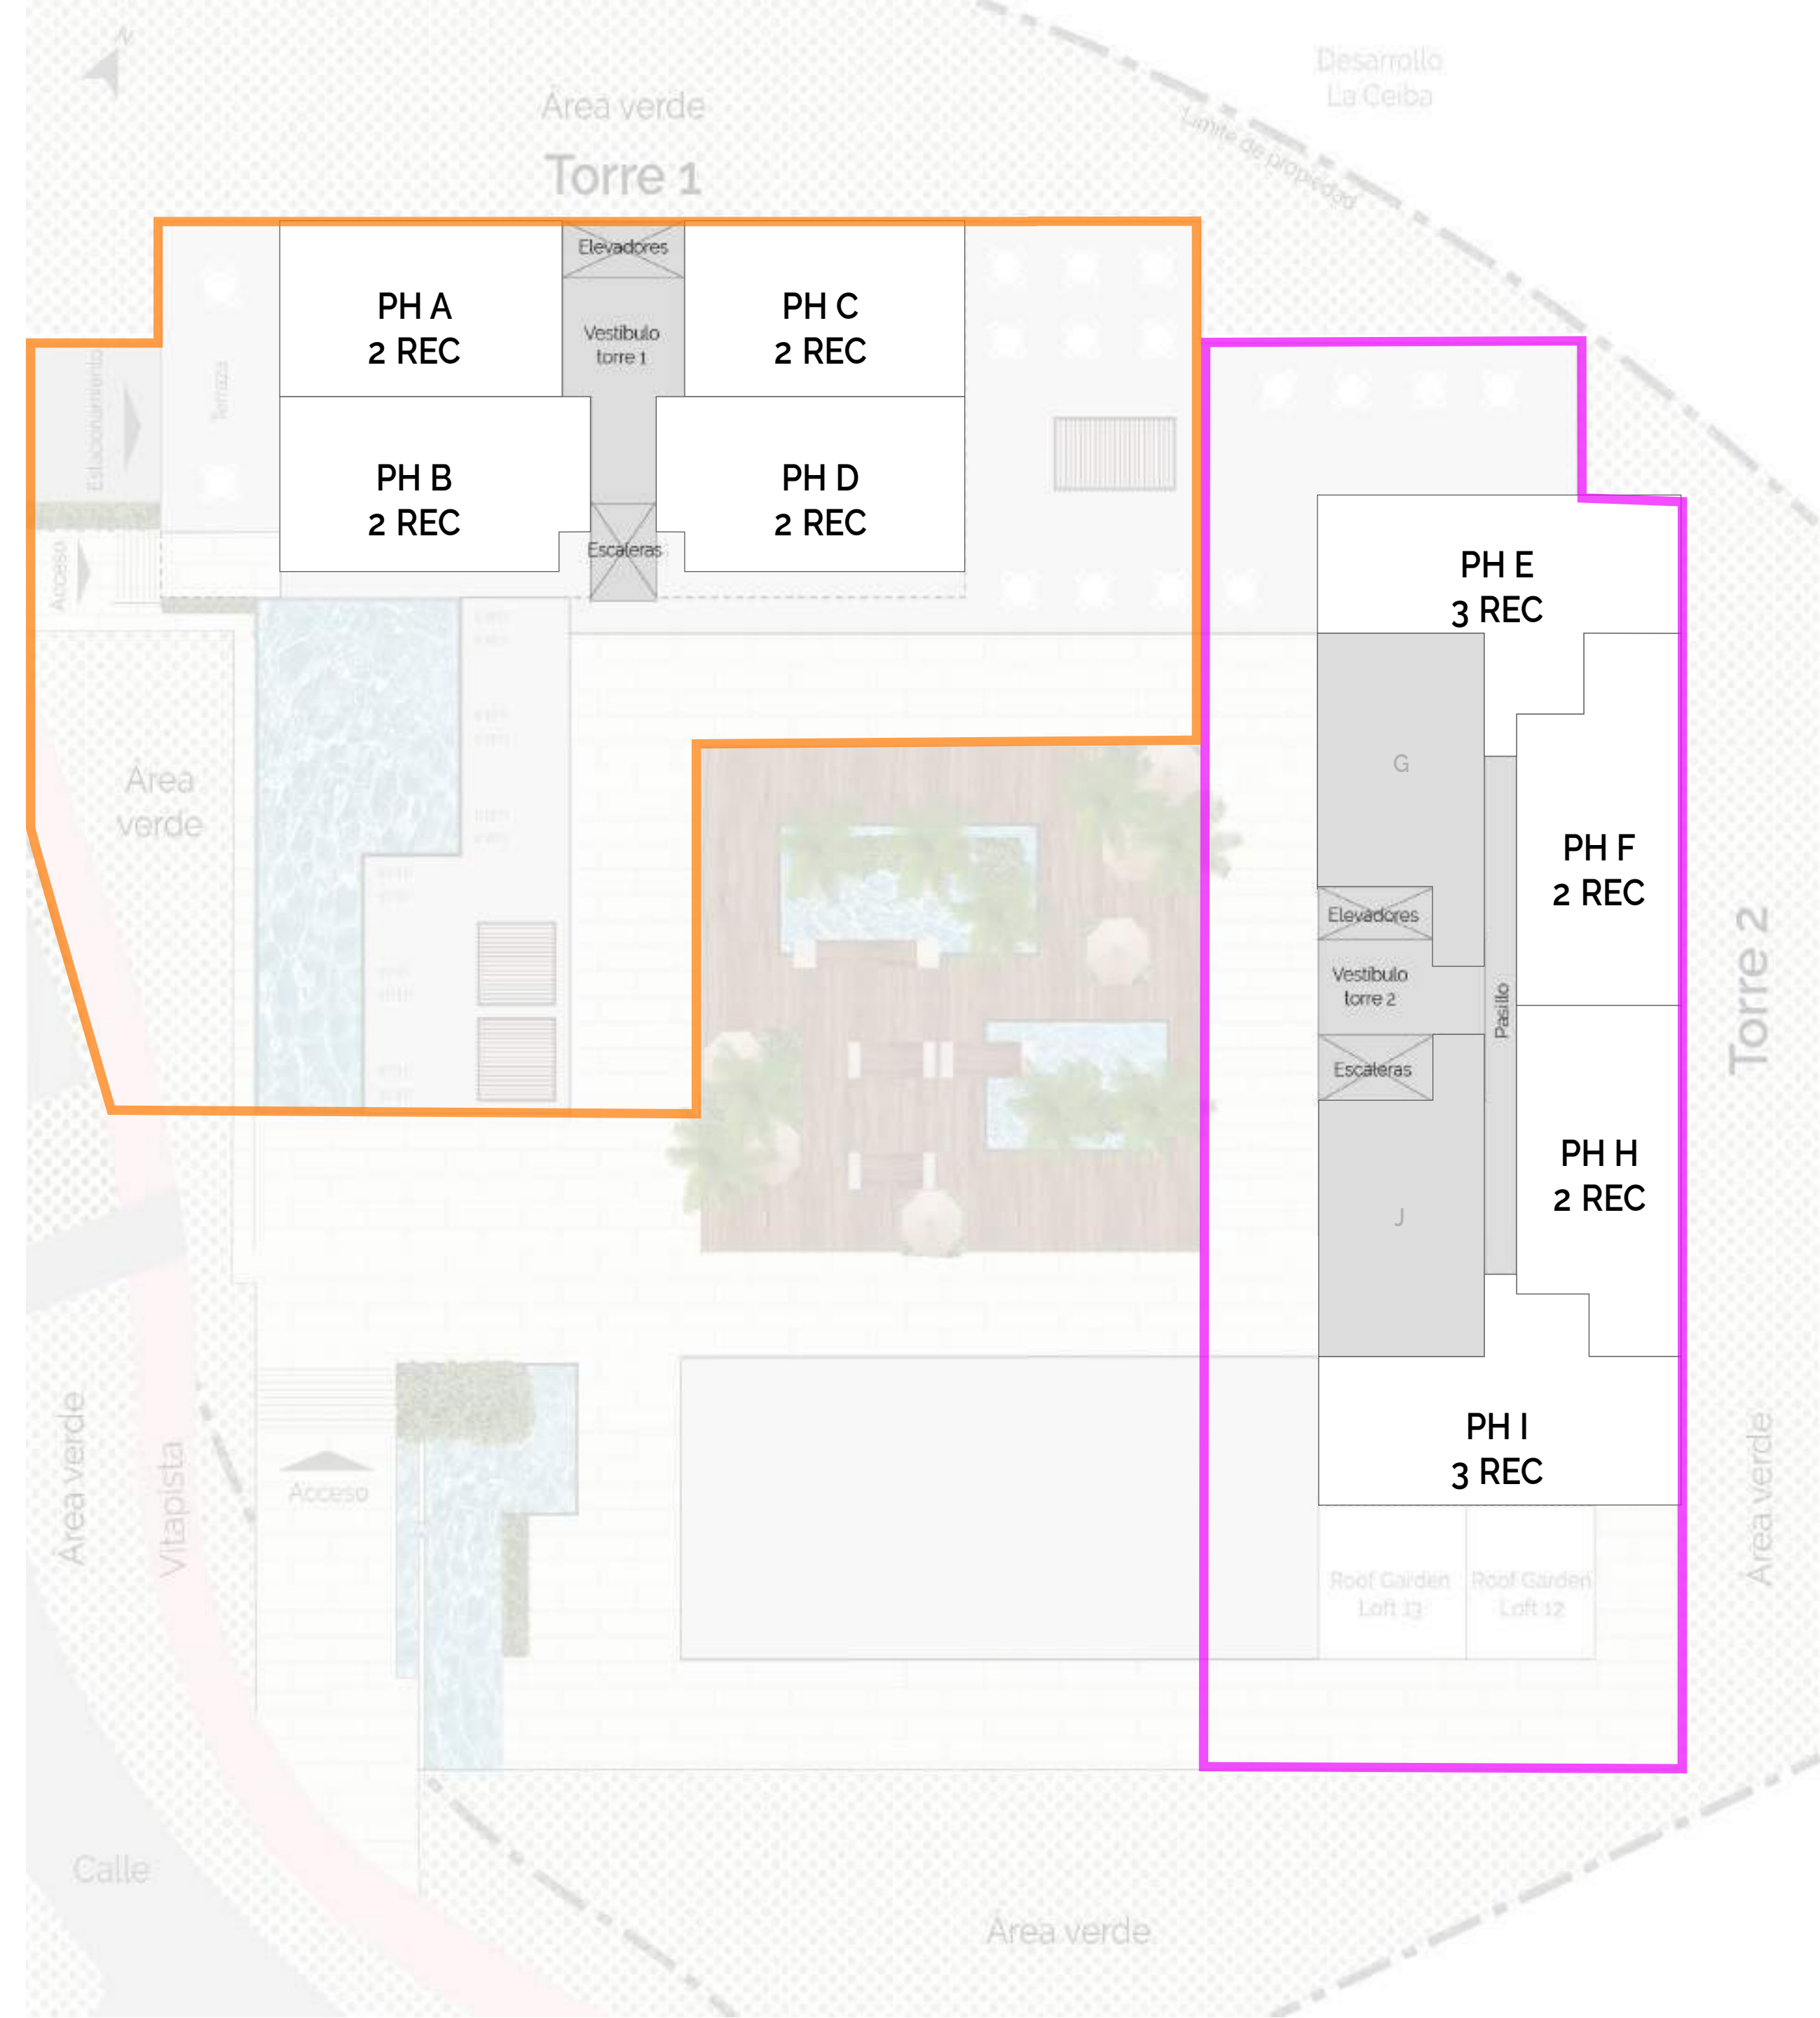 N
Desarrollo
La Ceiba
Área verde
Límite de propiedad
Torre 1
Elevadores
PH A
2 REC
Vestíbulo
torre 1
PH C
2 REC
Estacionamiento
Terraza
PH B
2 REC
PH D
2 REC
Escaleras
Acceso
PH E
3 REC
Área
verde
G
PH F
2 REC
Elevadores
Vestíbulo
torre 2
Pasillo
Torre 2
Escaleras
PH H
2 REC
J
Área verde
Vitapista
Acceso
PH I
3 REC
Área verde
Roof Garden
Loft 13
Roof Garden
Loft 12
Calle
Área verde